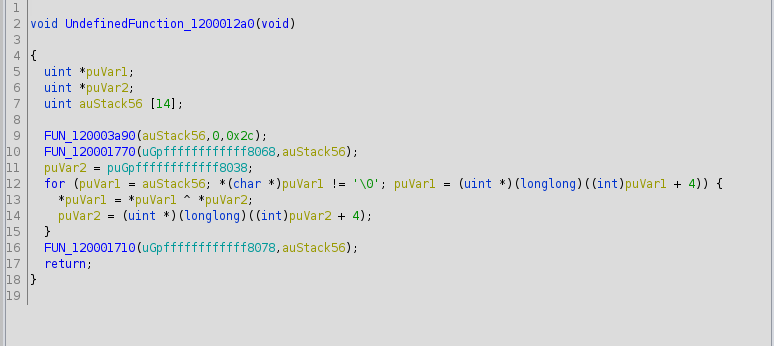 1
2 void UndefinedFunction_1200012a0(void)
3
4 {
5 uint *puVar1;
6 uint *puVar2;
7 uint auStack56 [14];
8
9 FUN_120003a90(auStack56,0,0x2c);
10 FUN_120001770(uGpffffffffffff8068,auStack56);
11 puVar2 = puGpffffffffffff8038;
12 for (puVar1 = auStack56; *(char *)puVar1 != '\0'; puVar1 = (uint *)(longlong)((int)puVar1 + 4)) {
13 *puVar1 = *puVar1 ^ *puVar2;
14 puVar2 = (uint *)(longlong)((int)puVar2 + 4);
15 }
16 FUN_120001710(uGpffffffffffff8078,auStack56);
17 return;
18 }
19